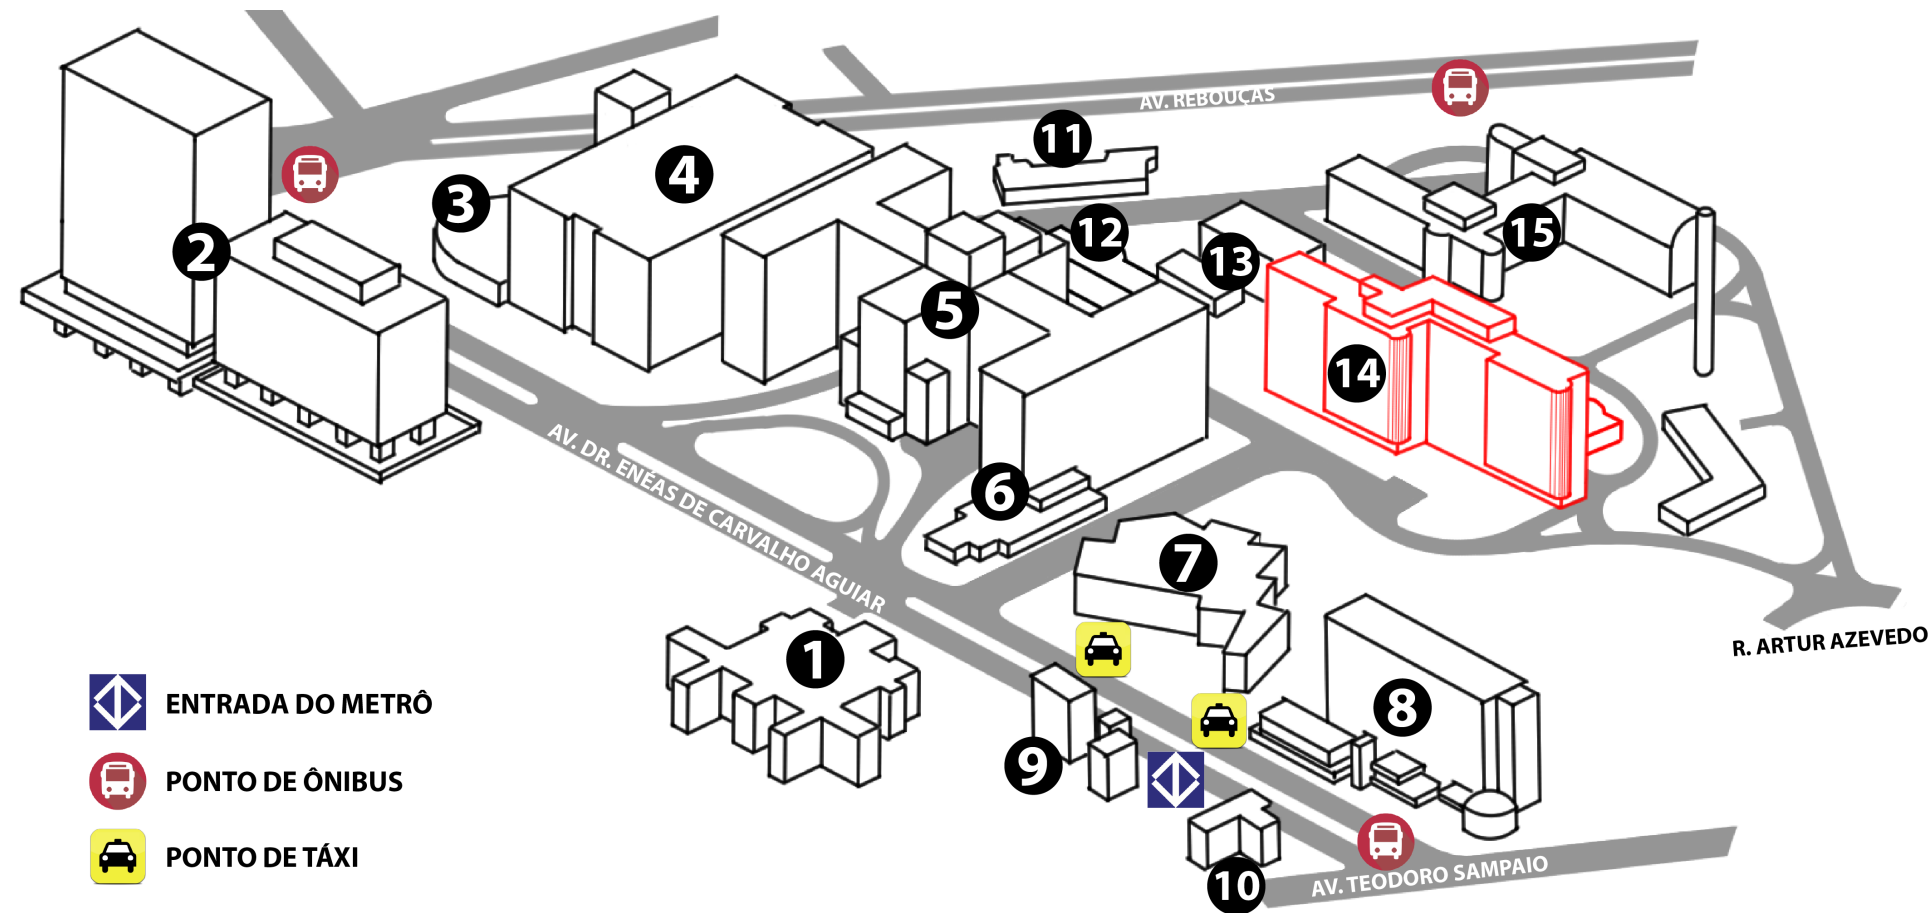 AV. REBOUÇAS
11
4
3
12
15
2
13
5
14
AV. DR. ENÉAS DE CARVALHO AGUIAR
6
7
R. ARTUR AZEVEDO
1
8
ENTRADA DO METRÔ
9
PONTO DE ÔNIBUS
PONTO DE TÁXI
10
AV. TEODORO SAMPAIO